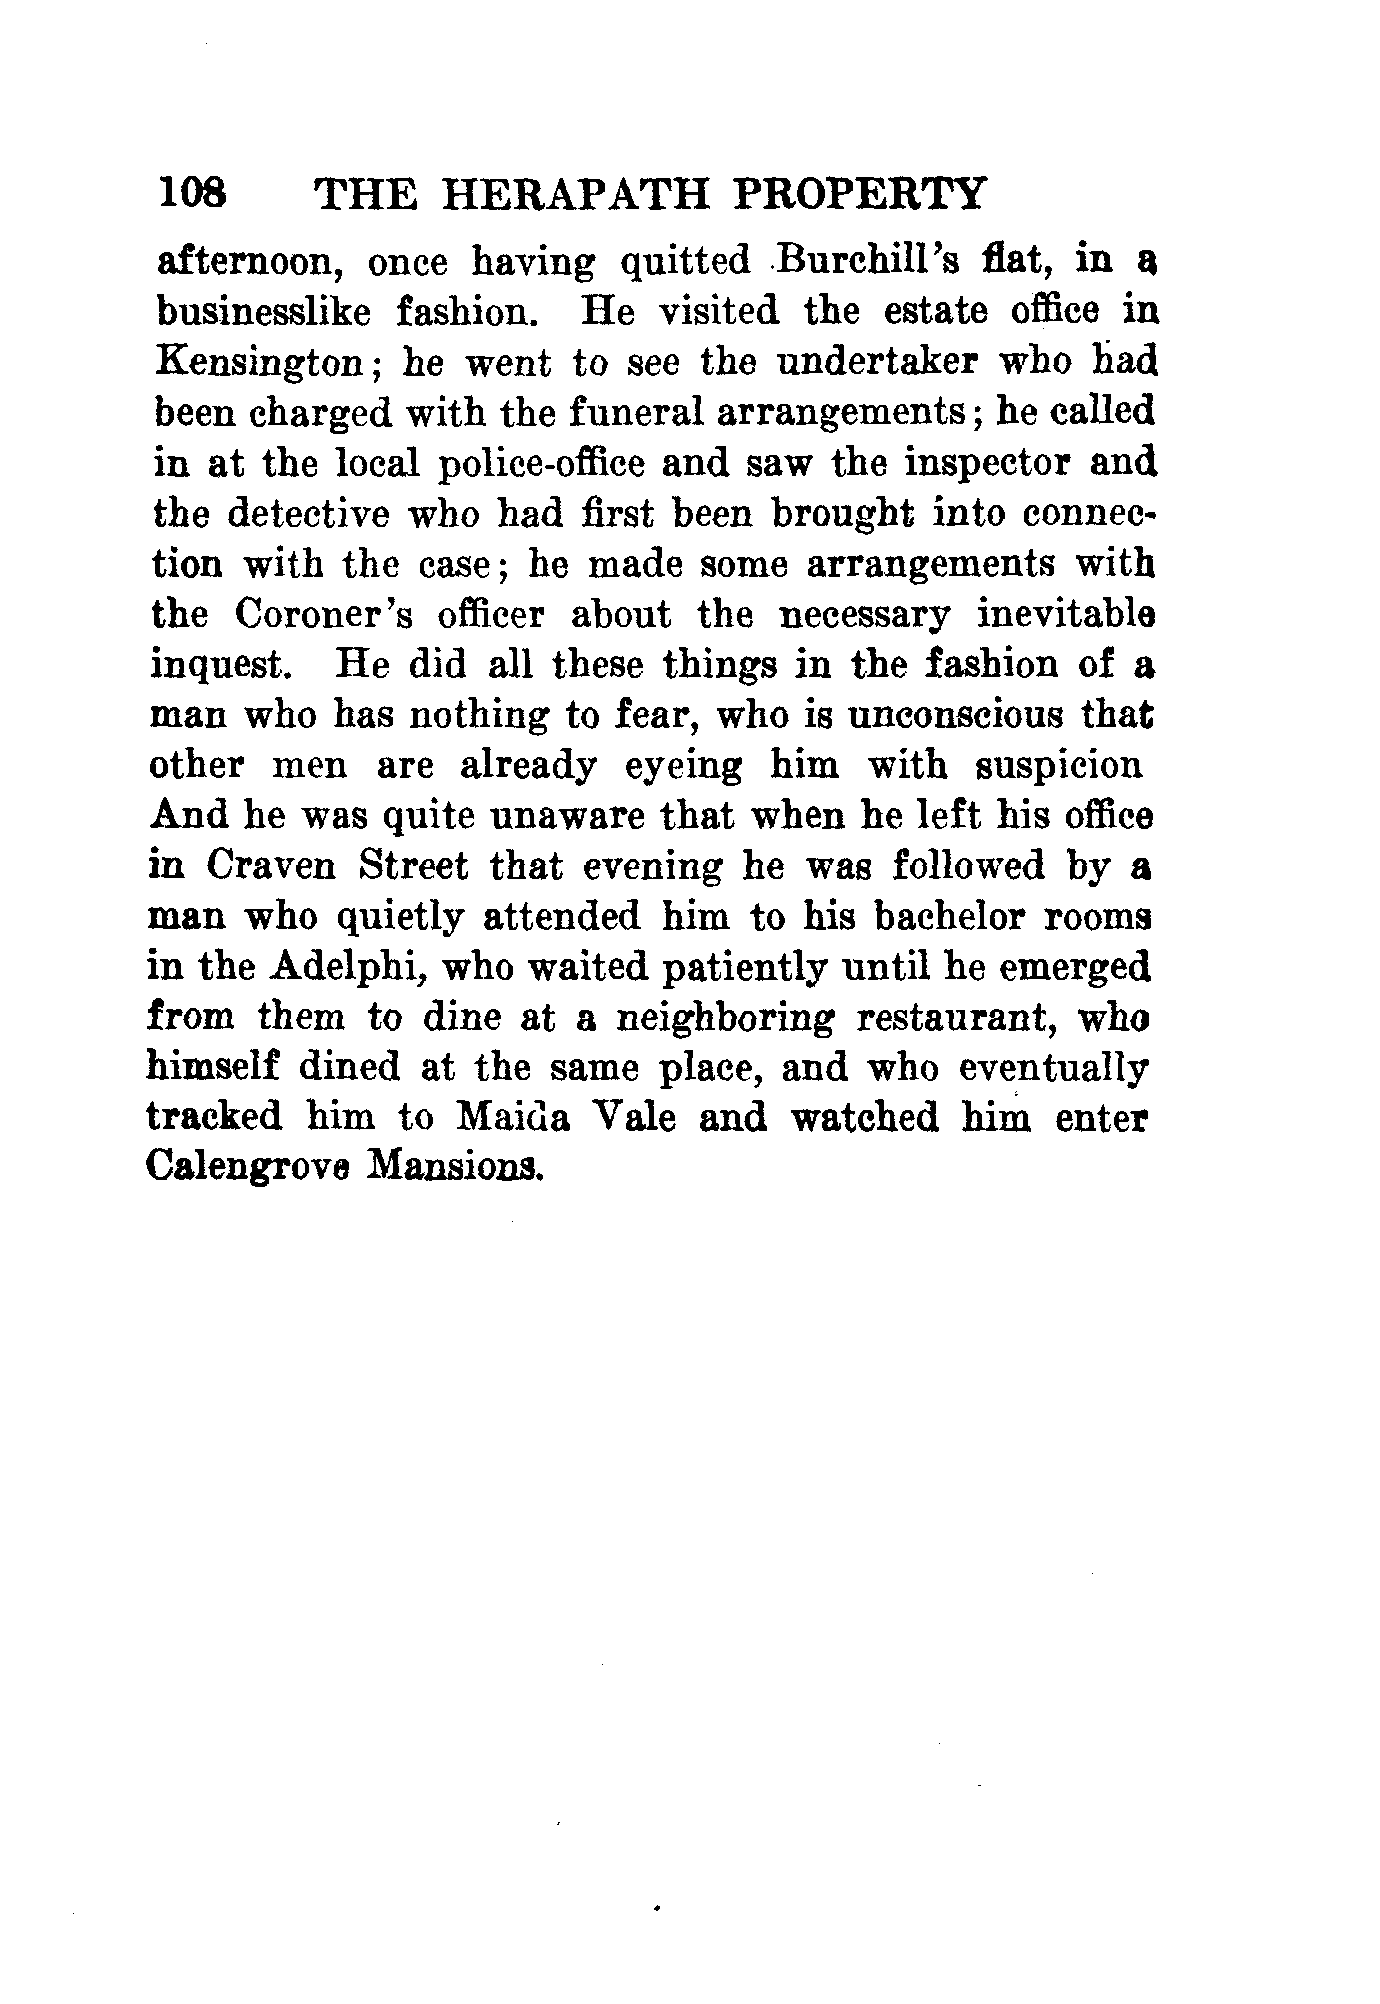 108 THE HERAPATH PROPERTY
afternoon, once having quitted Burchill's flat, in a
businesslike fashion. He visited the estate office in
Kensington; he went to see the undertaker who had
been charged with the funeral arrangements; he called
in at the local police-office and saw the inspector and
the detective who had first been brought into connec-
tion with the case; he made some arrangements with
the Coroner's officer about the necessary inevitable
inquest. He did all these things in the fashion of a
man who has nothing to fear, who is unconscious that
other men are already eyeing him with suspicion
And he was quite unaware that when he left his office
in Craven Street that evening he was followed by a
man who quietly attended him to his bachelor rooms
in the Adelphi, who waited patiently until he emerged
from them to dine at a neighboring restaurant, who
himself dined at the same place, and who eventually
tracked him to Maida Vale and watched him enter
Calengrove Mansions.